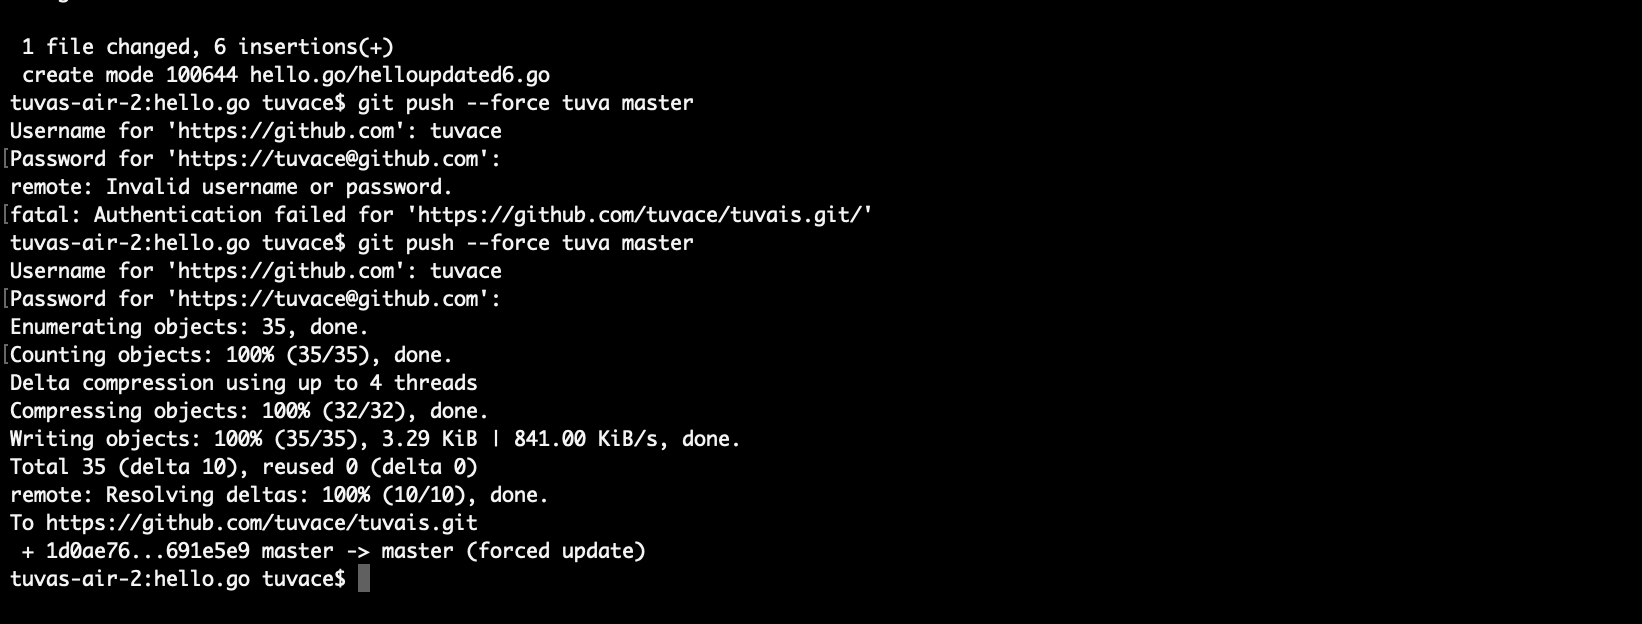 1 file changed, 6 insertions(+)
create mode 100644 hello.go/helloupdated6.go
tuvas-air-2:hello.go tuvace$ git push --force tuva master
Username for 'https://github.com': tuvace
[Password for 'https://tuvace@github.com':
remote: Invalid username or password.
[fatal: Authentication failed for 'https://github.com/tuvace/tuvais.git/'
tuvas-air-2:hello.go tuvace$ git push --force tuva master
Username for 'https://github.com': tuvace
[Password for 'https://tuvace@github.com':
Enumerating objects: 35, done.
[Counting objects: 100% (35/35), done.
Delta compression using up to 4 threads
Compressing objects: 100% (32/32), done.
Writing objects: 100% (35/35), 3.29 KiB | 841.00 KiB/s, done.
Total 35 (delta 10), reused 0 (delta 0)
remote: Resolving deltas: 100% (10/10), done.
To https://github.com/tuvace/tuvais.git
+ 1d0ae76...691e5e9 master -> master (forced update)
tuvas-air-2:hello.go tuvace$